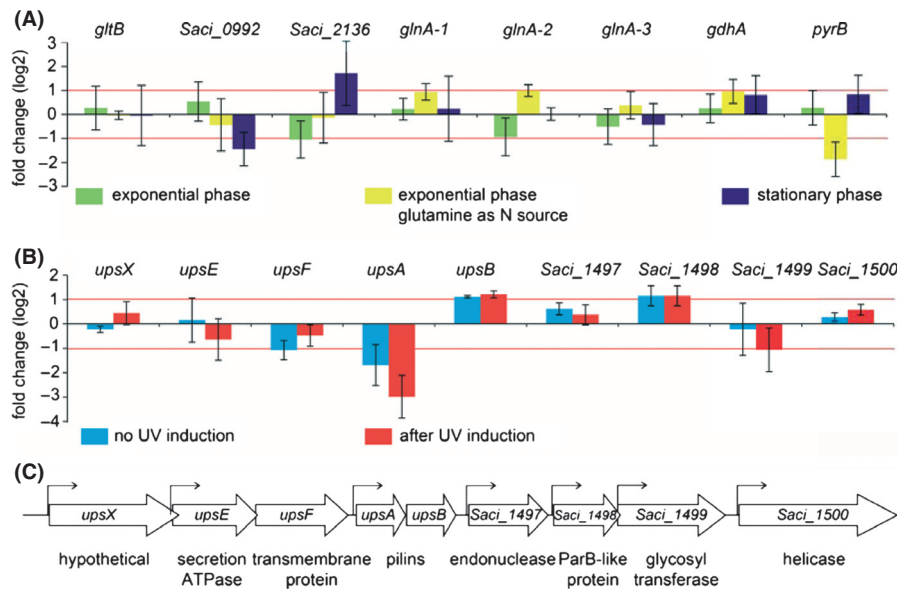 (A)
gltB Saci_0992 Saci_2136 glnA-1 glnA-2 glnA-3 gdhA pyrB
fold change (log2)
3
2
1
0
−1
−2
−3
exponential phase
exponential phase
glutamine as N source
stationary phase
(B)
upsX upsE upsF upsA upsB Saci_1497 Saci_1498 Saci_1499 Saci_1500
fold change (log2)
2
1
0
−1
−2
−3
−4
no UV induction
after UV induction
(C)
upsX upsE upsF upsA upsB Saci_1497 Saci_1498 Saci_1499 Saci_1500
hypothetical secretion transmembrane pilins endonuclease ParB-like glycosyl helicase
ATPase protein protein transferase